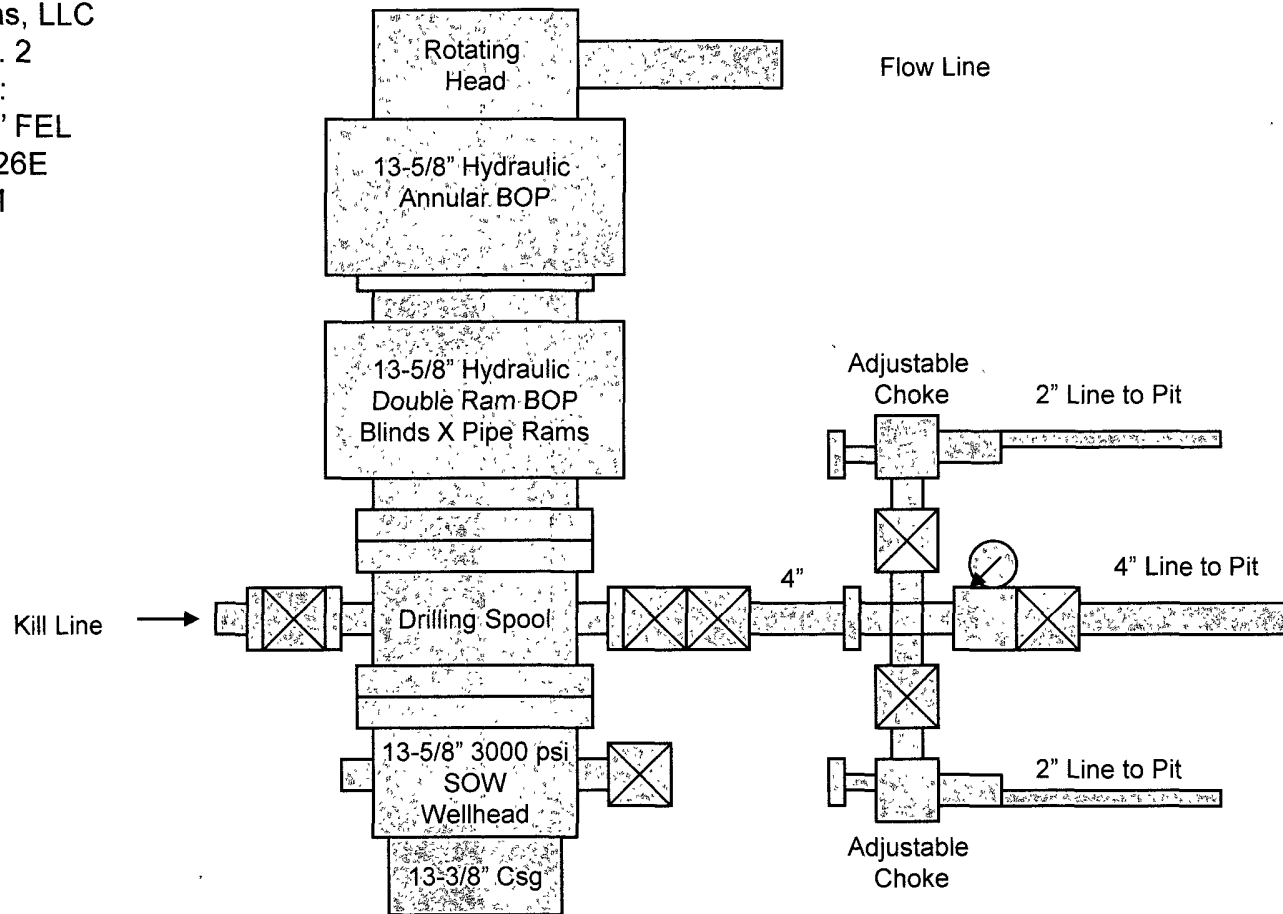 as, LLC
. 2
:
' FEL
26E
Rotating
Head
Flow Line
13-5/8" Hydraulic
Annular BOP
13-5/8" Hydraulic
Double Ram BOP
Blinds X Pipe Rams
Adjustable
Choke
2" Line to Pit
4"
4" Line to Pit
Kill Line
Drilling Spool
13-5/8" 3000 psi
SOW
Wellhead
2" Line to Pit
13-3/8" Csg
Adjustable
Choke